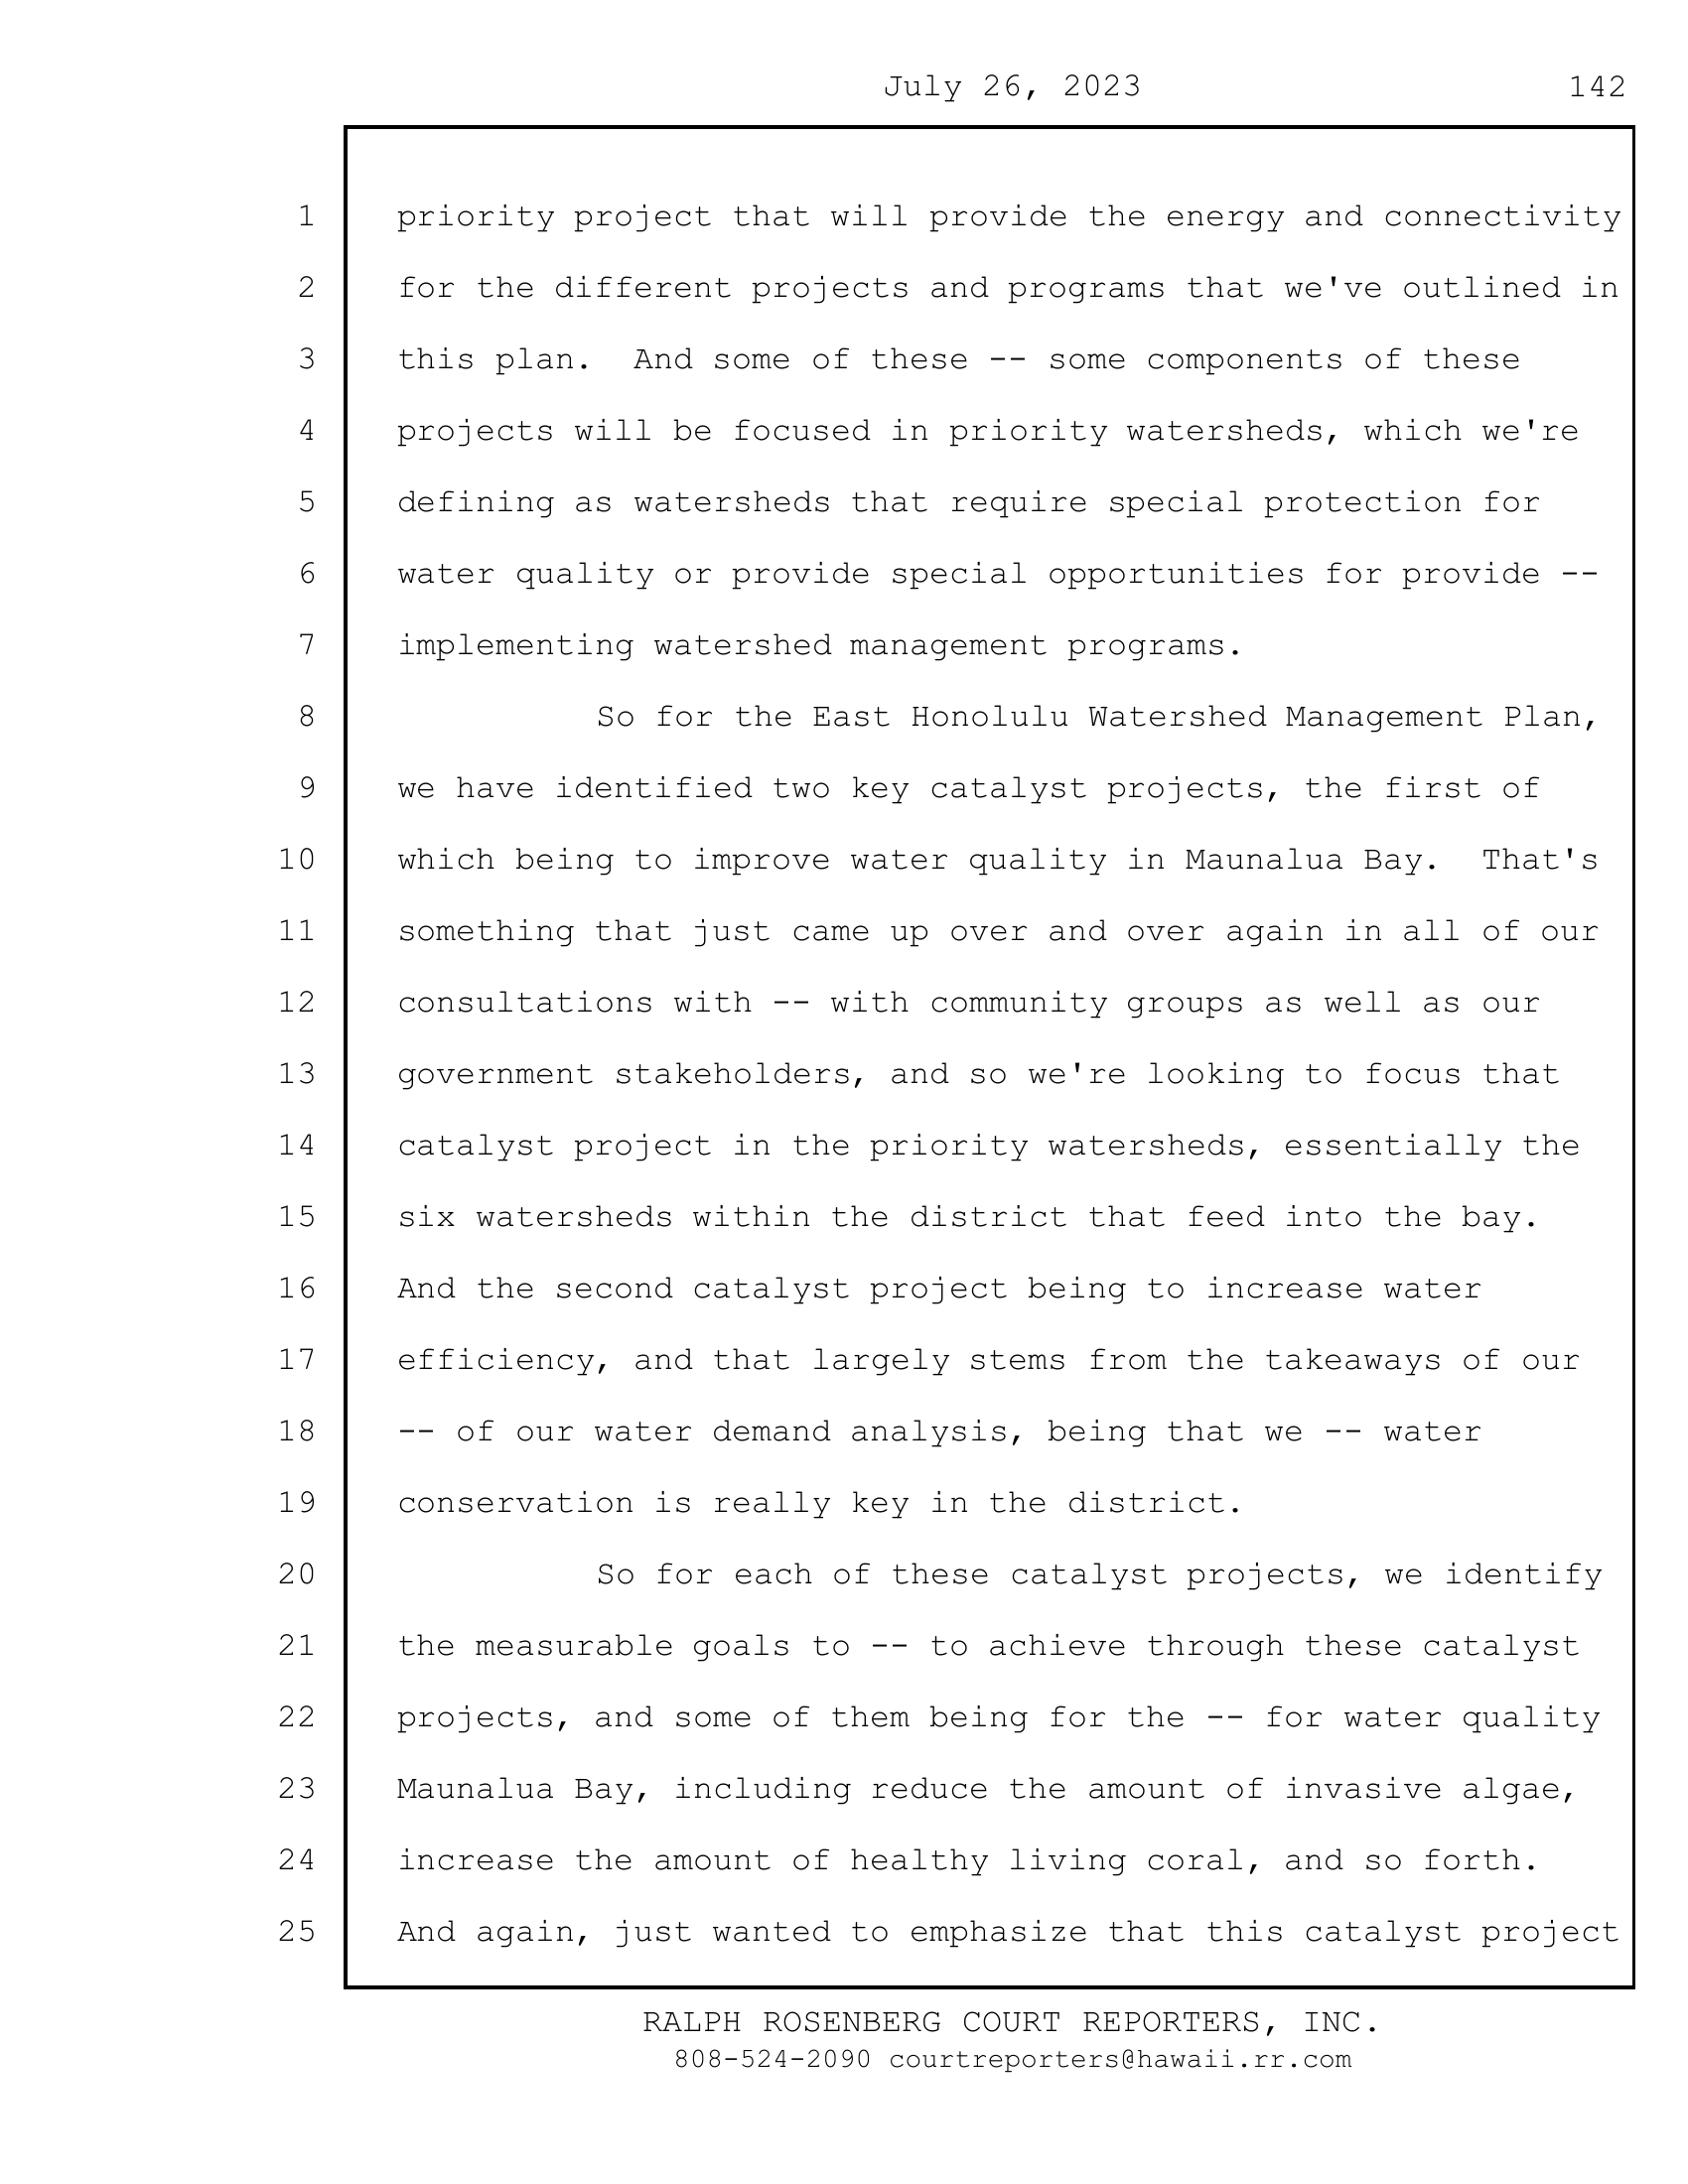 July 26, 2023 142
1 priority project that will provide the energy and connectivity
2 for the different projects and programs that we've outlined in
3 this plan.  And some of these -- some components of these
4 projects will be focused in priority watersheds, which we're
5 defining as watersheds that require special protection for
6 water quality or provide special opportunities for provide --
7 implementing watershed management programs.
8 So for the East Honolulu Watershed Management Plan,
9 we have identified two key catalyst projects, the first of
10 which being to improve water quality in Maunalua Bay.  That's
11 something that just came up over and over again in all of our
12 consultations with -- with community groups as well as our
13 government stakeholders, and so we're looking to focus that
14 catalyst project in the priority watersheds, essentially the
15 six watersheds within the district that feed into the bay.
16 And the second catalyst project being to increase water
17 efficiency, and that largely stems from the takeaways of our
18 -- of our water demand analysis, being that we -- water
19 conservation is really key in the district.
20 So for each of these catalyst projects, we identify
21 the measurable goals to -- to achieve through these catalyst
22 projects, and some of them being for the -- for water quality
23 Maunalua Bay, including reduce the amount of invasive algae,
24 increase the amount of healthy living coral, and so forth.
25 And again, just wanted to emphasize that this catalyst project
RALPH ROSENBERG COURT REPORTERS, INC.
808-524-2090 courtreporters@hawaii.rr.com